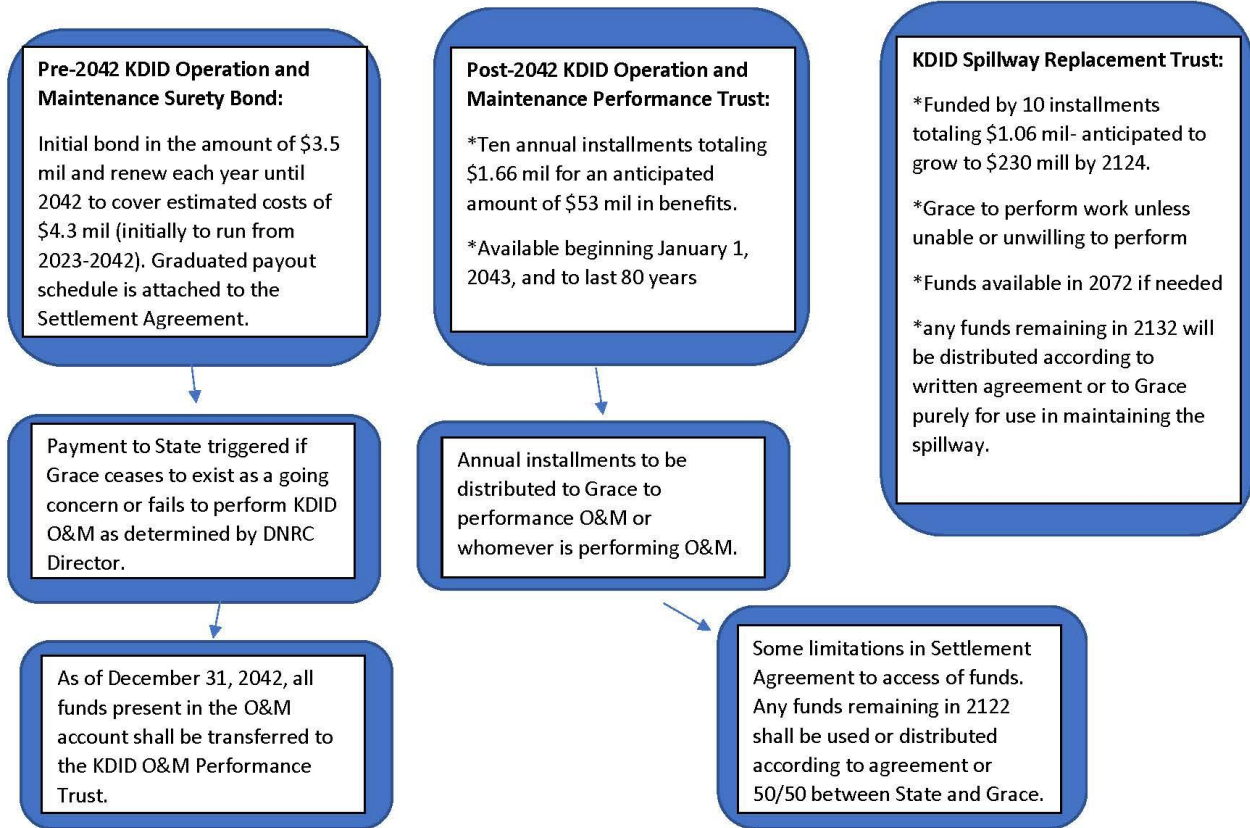 Pre-2042 KDID Operation and
Maintenance Surety Bond:
Initial bond in the amount of $3.5
mil and renew each year until
2042 to cover estimated costs of
$4.3 mil (initially to run from
2023-2042). Graduated payout
schedule is attached to the
Settlement Agreement.
Payment to State triggered if
Grace ceases to exist as a going
concern or fails to perform KDID
O&M as determined by DNRC
Director.
As of December 31, 2042, all
funds present in the O&M
account shall be transferred to
the KDID O&M Performance
Trust.
Post-2042 KDID Operation and
Maintenance Performance Trust:
*Ten annual installments totaling
$1.66 mil for an anticipated
amount of $53 mil in benefits.
*Available beginning January 1,
2043, and to last 80 years
Annual installments to be
distributed to Grace to
performance O&M or
whomever is performing O&M.
Some limitations in Settlement
Agreement to access of funds.
Any funds remaining in 2122
shall be used or distributed
according to agreement or
50/50 between State and Grace.
KDID Spillway Replacement Trust:
*Funded by 10 installments
totaling $1.06 mil- anticipated to
grow to $230 mill by 2124.
*Grace to perform work unless
unable or unwilling to perform
*Funds available in 2072 if needed
*any funds remaining in 2132 will
be distributed according to
written agreement or to Grace
purely for use in maintaining the
spillway.